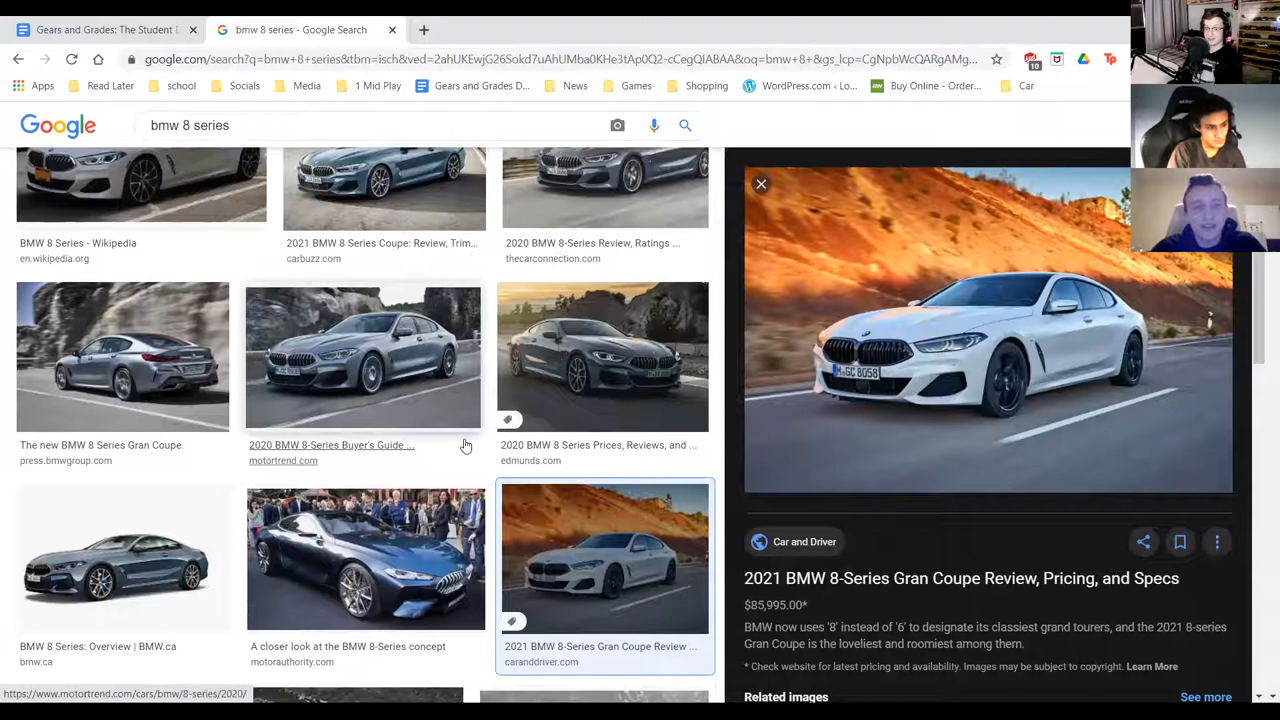 Gears and Grades: The Student D
bmw 8 series - Google Search
google.com/search?q=bmw+8+series&tbm=isch&ved=2ahUKEwjG26Sokd7uAhUMba0KHe3fAp0Q2-cCegQIABAA&oq=bmw+8+&gs_lcp=CgNpbWcQARgAMg...
10
Apps
Read Later
school
Socials
Media
1 Mid Play
Gears and Grades D...
News
Games
Shopping
WordPress.com ‹ Lo...
Buy Online - Order...
Car
Google
bmw 8 series
BMW 8 Series - Wikipedia
en.wikipedia.org
2021 BMW 8 Series Coupe: Review, Trim...
carbuzz.com
2020 BMW 8-Series Review, Ratings ...
thecarconnection.com
The new BMW 8 Series Gran Coupe
press.bmwgroup.com
2020 BMW 8-Series Buyer's Guide ...
motortrend.com
2020 BMW 8 Series Prices, Reviews, and ...
edmunds.com
BMW 8 Series: Overview | BMW.ca
bmw.ca
A closer look at the BMW 8-Series concept
motorauthority.com
2021 BMW 8-Series Gran Coupe Review ...
caranddriver.com
M GC 8058
Car and Driver
2021 BMW 8-Series Gran Coupe Review, Pricing, and Specs
$85,995.00*
BMW now uses '8' instead of '6' to designate its classiest grand tourers, and the 2021 8-series
Gran Coupe is the loveliest and roomiest among them.
* Check website for latest pricing and availability. Images may be subject to copyright. Learn More
Related images
See more
https://www.motortrend.com/cars/bmw/8-series/2020/